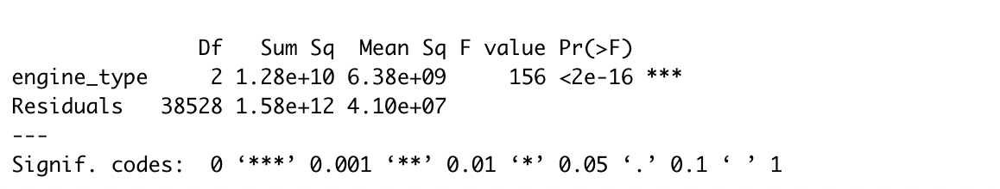 Df   Sum Sq  Mean Sq F value Pr(>F)
engine_type     2 1.28e+10 6.38e+09     156 <2e-16 ***
Residuals   38528 1.58e+12 4.10e+07
---
Signif. codes:  0 ‘***’ 0.001 ‘**’ 0.01 ‘*’ 0.05 ‘.’ 0.1 ‘ ’ 1